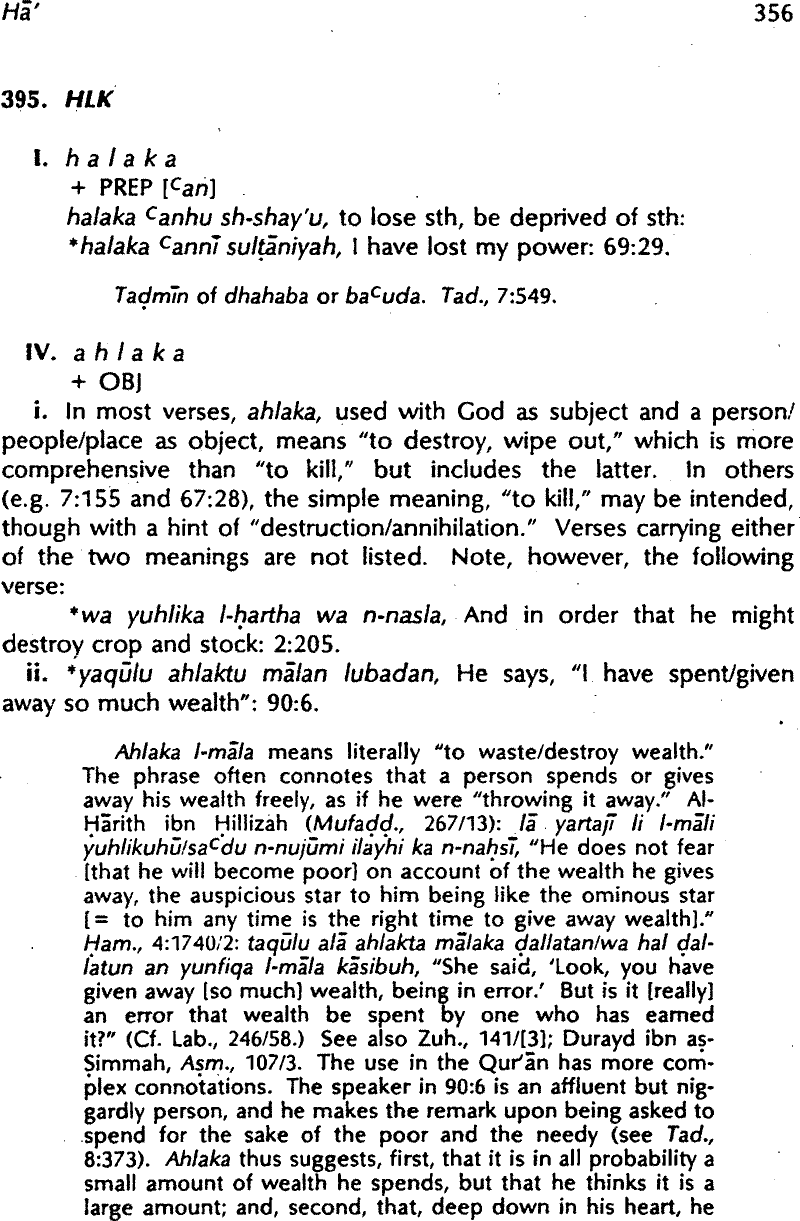 Hā' 356
395. HLK
I. h a l a k a
+ PREP [ᶜan]
halaka ᶜanhu sh-shay'u, to lose sth, be deprived of sth:
*halaka ᶜannī sulṭāniyah, I have lost my power: 69:29.
Taḍmīn of dhahaba or baᶜuda. Tad., 7:549.
IV. a h l a k a
+ OBJ
i. In most verses, ahlaka, used with God as subject and a person/
people/place as object, means "to destroy, wipe out," which is more
comprehensive than "to kill," but includes the latter. In others
(e.g. 7:155 and 67:28), the simple meaning, "to kill," may be intended,
though with a hint of "destruction/annihilation." Verses carrying either
of the two meanings are not listed. Note, however, the following
verse:
*wa yuhlika l-ḥartha wa n-nasla, And in order that he might
destroy crop and stock: 2:205.
ii. *yaqūlu ahlaktu mālan lubadan, He says, "I have spent/given
away so much wealth": 90:6.
Ahlaka l-māla means literally "to waste/destroy wealth."
The phrase often connotes that a person spends or gives
away his wealth freely, as if he were "throwing it away." Al-
Ḥārith ibn Ḥillizah (Mufaḍḍ., 267/13): lā yartajī li l-māli
yuhlikuhū/saᶜdu n-nujūmi ilayhi ka n-naḥsī, "He does not fear
[that he will become poor] on account of the wealth he gives
away, the auspicious star to him being like the ominous star
[= to him any time is the right time to give away wealth]."
Ḥam., 4:1740/2: taqūlu alā ahlakta mālaka ḍallatan/wa hal ḍal-
latun an yunfiqa l-māla kāsibuh, "She said, 'Look, you have
given away [so much] wealth, being in error.' But is it [really]
an error that wealth be spent by one who has earned
it?" (Cf. Lab., 246/58.) See also Zuh., 141/[3]; Durayd ibn aṣ-
Ṣimmah, Aṣm., 107/3. The use in the Qur'ān has more com-
plex connotations. The speaker in 90:6 is an affluent but nig-
gardly person, and he makes the remark upon being asked to
spend for the sake of the poor and the needy (see Tad.,
8:373). Ahlaka thus suggests, first, that it is in all probability a
small amount of wealth he spends, but that he thinks it is a
large amount; and, second, that, deep down in his heart, he